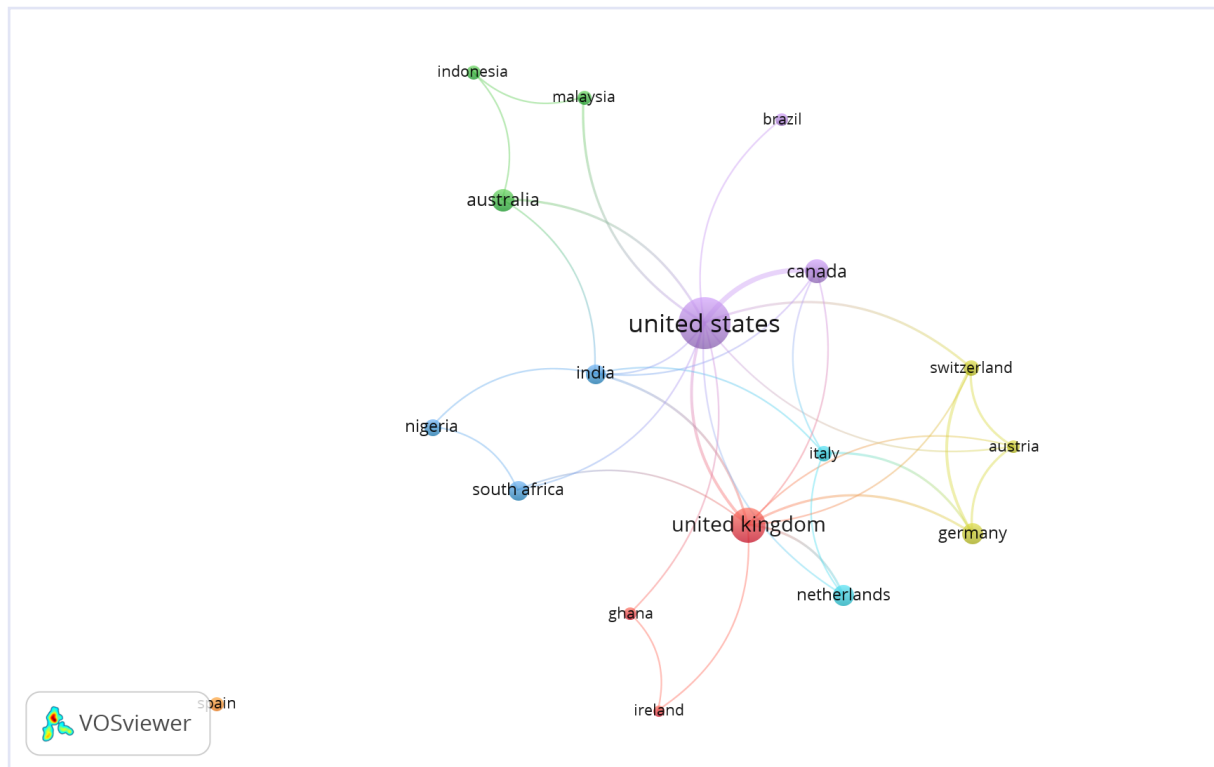 indonesia
malaysia
brazil
australia
canada
united states
switzerland
india
nigeria
austria
italy
south africa
united kingdom
germany
netherlands
ghana
spain
ireland
VOSviewer